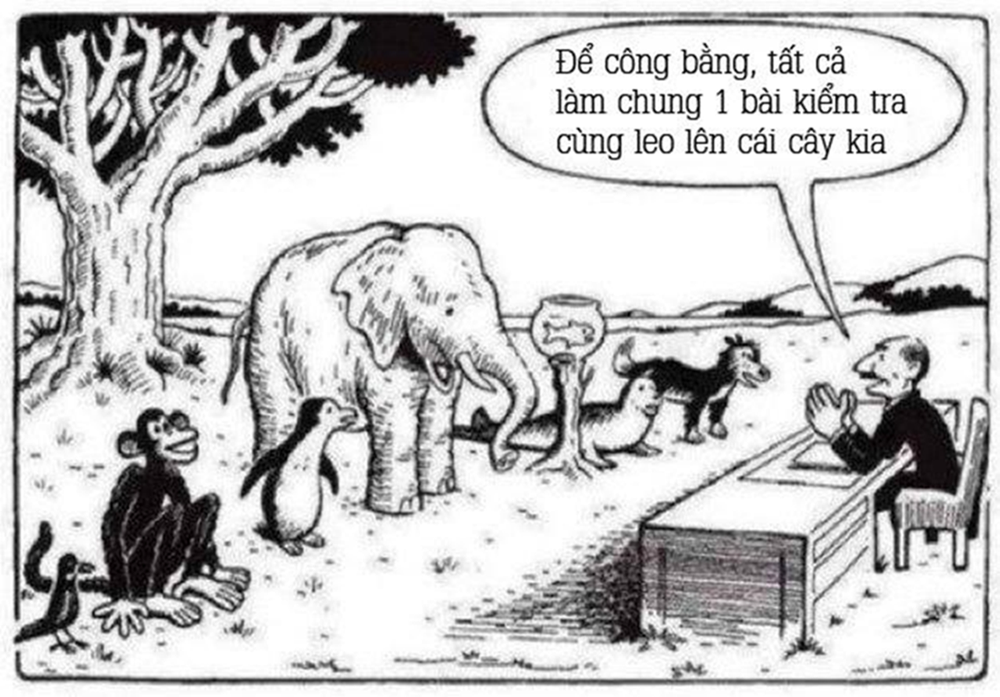 Để công bằng, tất cả
làm chung 1 bài kiểm tra
cùng leo lên cái cây kia